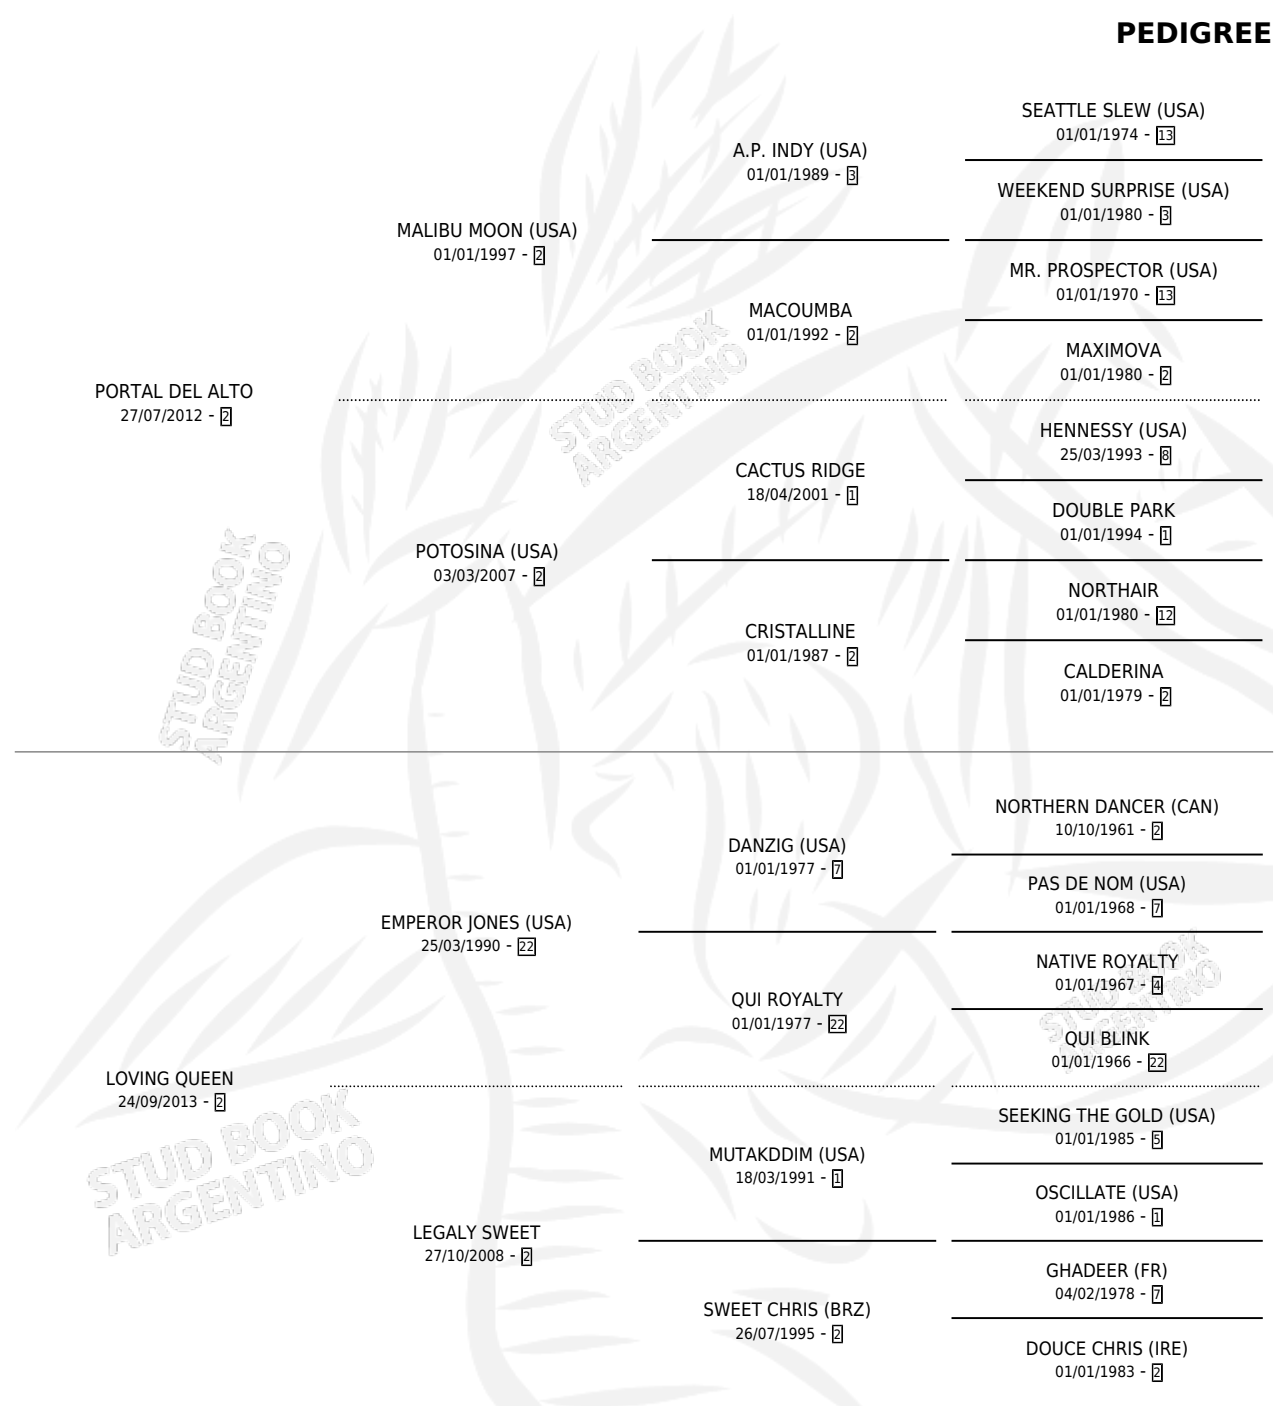 PEDIGREE
SEATTLE SLEW (USA)
01/01/1974 - 13
A.P. INDY (USA)
01/01/1989 - 3
WEEKEND SURPRISE (USA)
01/01/1980 - 3
MALIBU MOON (USA)
01/01/1997 - 2
MR. PROSPECTOR (USA)
01/01/1970 - 13
MACOUMBA
01/01/1992 - 2
MAXIMOVA
01/01/1980 - 2
PORTAL DEL ALTO
27/07/2012 - 2
HENNESSY (USA)
25/03/1993 - 8
CACTUS RIDGE
18/04/2001 - 1
DOUBLE PARK
01/01/1994 - 1
POTOSINA (USA)
03/03/2007 - 2
NORTHAIR
01/01/1980 - 12
CRISTALLINE
01/01/1987 - 2
CALDERINA
01/01/1979 - 2
NORTHERN DANCER (CAN)
10/10/1961 - 2
DANZIG (USA)
01/01/1977 - 7
PAS DE NOM (USA)
01/01/1968 - 7
EMPEROR JONES (USA)
25/03/1990 - 22
NATIVE ROYALTY
01/01/1967 - 4
QUI ROYALTY
01/01/1977 - 22
QUI BLINK
01/01/1966 - 22
LOVING QUEEN
24/09/2013 - 2
SEEKING THE GOLD (USA)
01/01/1985 - 5
MUTAKDDIM (USA)
18/03/1991 - 1
OSCILLATE (USA)
01/01/1986 - 1
LEGALY SWEET
27/10/2008 - 2
GHADEER (FR)
04/02/1978 - 7
SWEET CHRIS (BRZ)
26/07/1995 - 2
DOUCE CHRIS (IRE)
01/01/1983 - 2
STUD BOOK
ARGENTINO
STUD BOOK
ARGENTINO
STUD BOOK
ARGENTINO
STUD BOOK
ARGENTINO